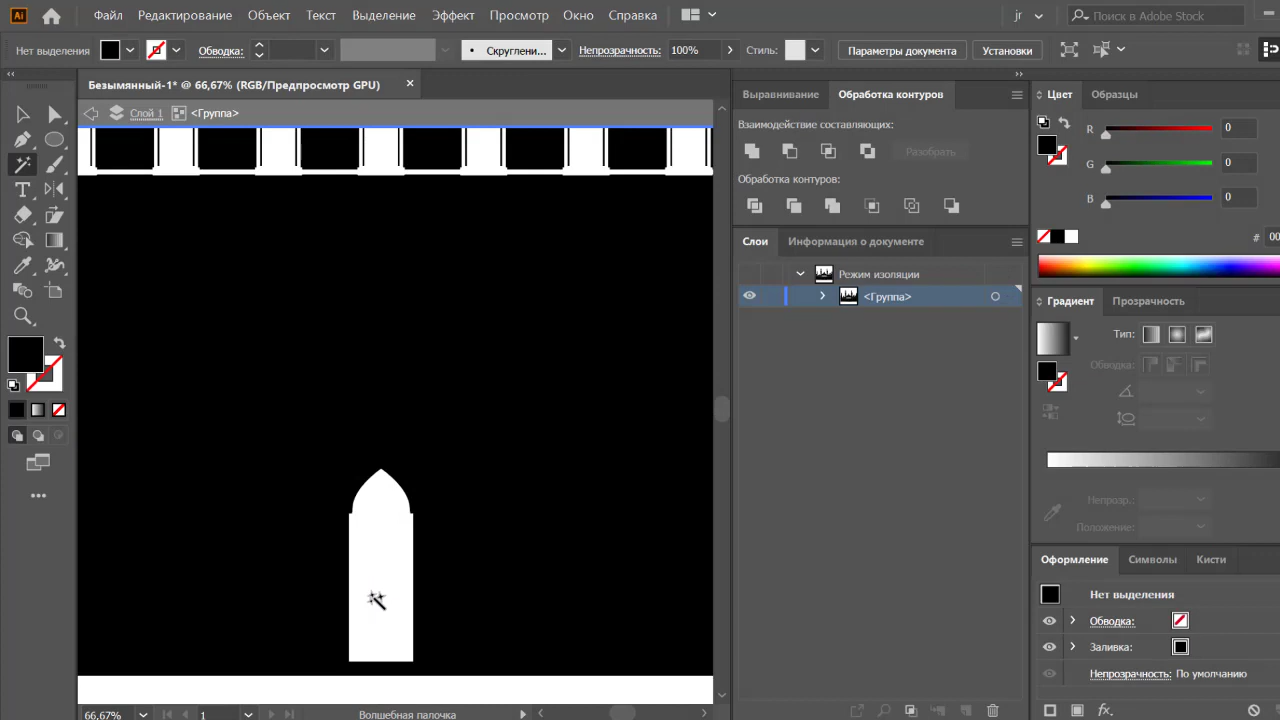 Ai
Файл Редактирование Объект Текст Выделение Эффект Просмотр Окно Справка jr Поиск в Adobe Stock
Нет выделения Обводка: Скруглени... Непрозрачность: 100% Стиль: Параметры документа Установки
Безымянный-1* @ 66,67% (RGB/Предпросмотр GPU)
Слой 1 <Группа>
Выравнивание Обработка контуров
Взаимодействие составляющих:
Разобрать
Обработка контуров:
Слои Информация о документе
Режим изоляции
<Группа>
Цвет Образцы
R 0
G 0
B 0
# 00
Градиент Прозрачность
Тип:
Обводка:
Непрозр.:
Положение:
Оформление Символы Кисти
Нет выделения
Обводка:
Заливка:
Непрозрачность: По умолчанию
fx
66,67% 1 Волшебная палочка